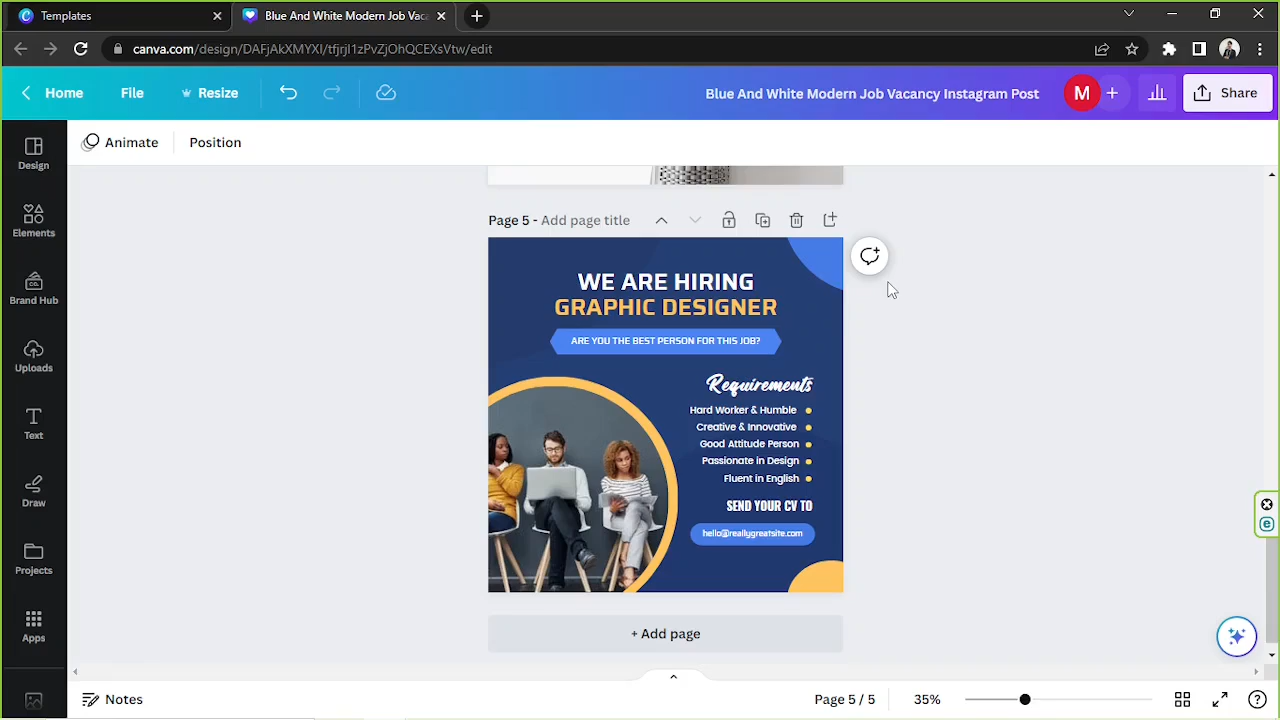 Templates
Blue And White Modern Job Vaca
canva.com/design/DAFjAkXMYXI/tfjrjI1zPvZjOhQCEXsVtw/edit
Home
File
Resize
Blue And White Modern Job Vacancy Instagram Post
M
Share
Animate
Position
Design
Elements
Brand Hub
Uploads
Text
Draw
Projects
Apps
Page 5 - Add page title
WE ARE HIRING
GRAPHIC DESIGNER
ARE YOU THE BEST PERSON FOR THIS JOB?
Requirements
Hard Worker & Humble
Creative & Innovative
Good Attitude Person
Passionate in Design
Fluent in English
SEND YOUR CV TO
hello@reallygreatsite.com
+ Add page
Notes
Page 5 / 5
35%